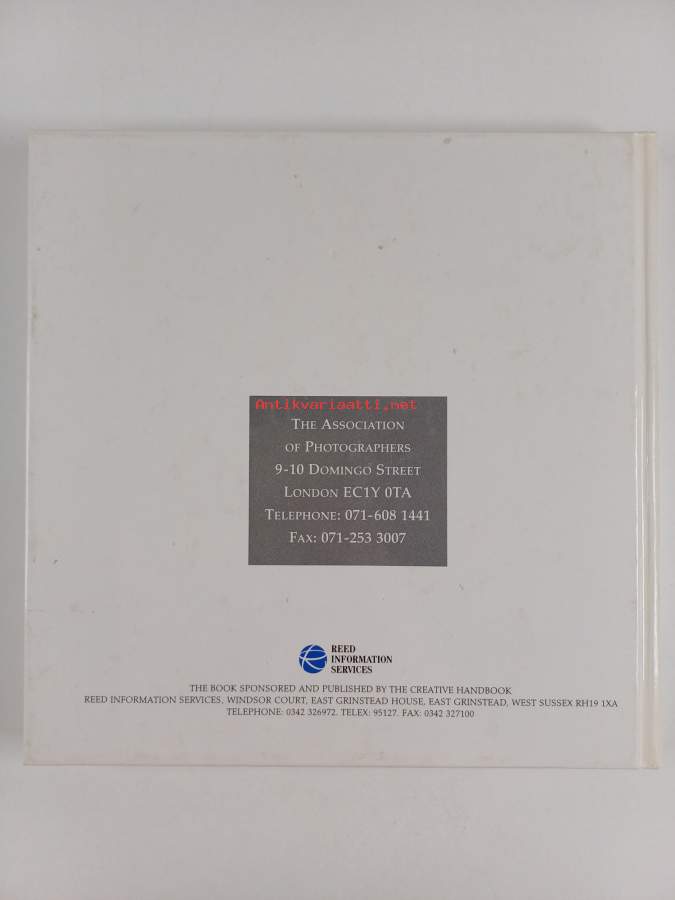 Antikvariaatti.net
THE ASSOCIATION
OF PHOTOGRAPHERS
9-10 DOMINGO STREET
LONDON EC1Y 0TA
TELEPHONE: 071-608 1441
FAX: 071-253 3007
REED
INFORMATION
SERVICES
THE BOOK SPONSORED AND PUBLISHED BY THE CREATIVE HANDBOOK
REED INFORMATION SERVICES, WINDSOR COURT, EAST GRINSTEAD HOUSE, EAST GRINSTEAD, WEST SUSSEX RH19 1XA
TELEPHONE: 0342 326972. TELEX: 95127. FAX: 0342 327100